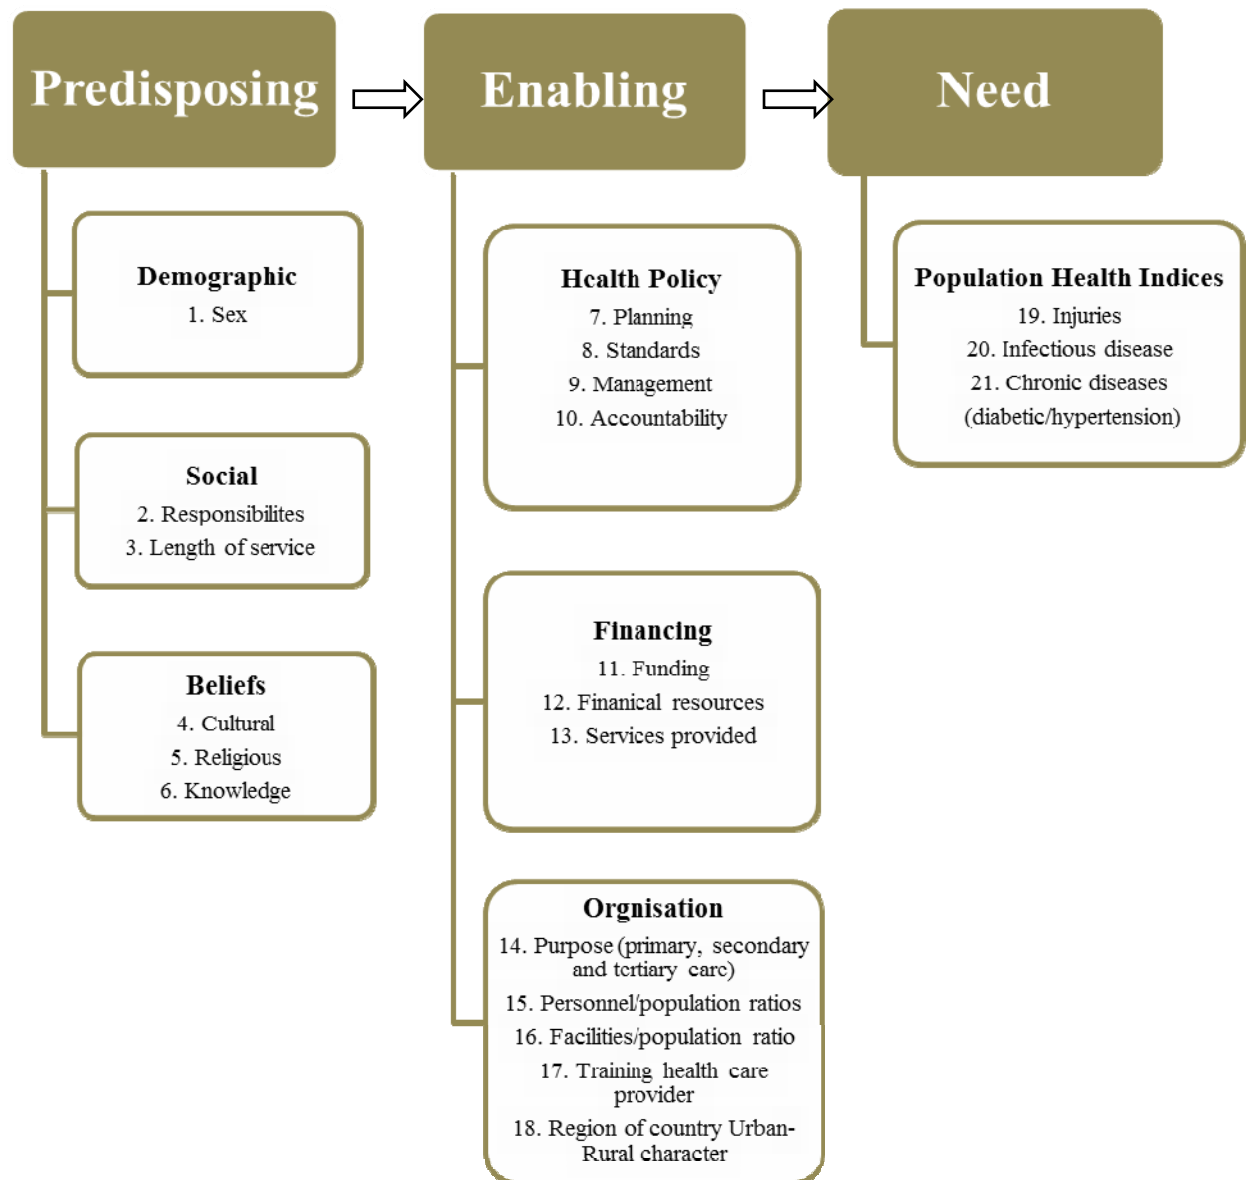 Predisposing
Enabling
Need
Demographic
1. Sex
Social
2. Responsibilites
3. Length of service
Beliefs
4. Cultural
5. Religious
6. Knowledge
Health Policy
7. Planning
8. Standards
9. Management
10. Accountability
Financing
11. Funding
12. Finanical resources
13. Services provided
Orgnisation
14. Purpose (primary, secondary
and tertiary care)
15. Personnel/population ratios
16. Facilities/population ratio
17. Training health care
provider
18. Region of country Urban-
Rural character
Population Health Indices
19. Injuries
20. Infectious disease
21. Chronic diseases
(diabetic/hypertension)